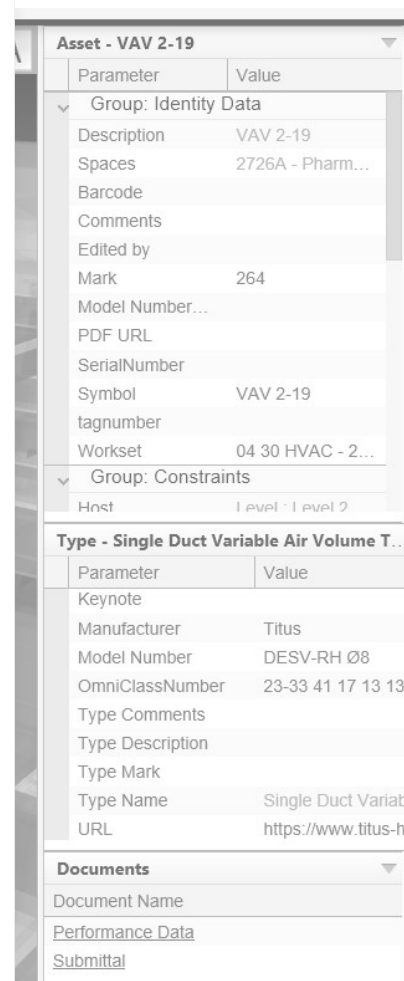 Asset - VAV 2-19
Parameter Value
Group: Identity Data
Description VAV 2-19
Spaces 2726A - Pharm...
Barcode
Comments
Edited by
Mark 264
Model Number...
PDF URL
SerialNumber
Symbol VAV 2-19
tagnumber
Workset 04 30 HVAC - 2...
Group: Constraints
Host Level : Level 2
Type - Single Duct Variable Air Volume T...
Parameter Value
Keynote
Manufacturer Titus
Model Number DESV-RH Ø8
OmniClassNumber 23-33 41 17 13 13
Type Comments
Type Description
Type Mark
Type Name Single Duct Variab
URL https://www.titus-h
Documents
Document Name
Performance Data
Submittal